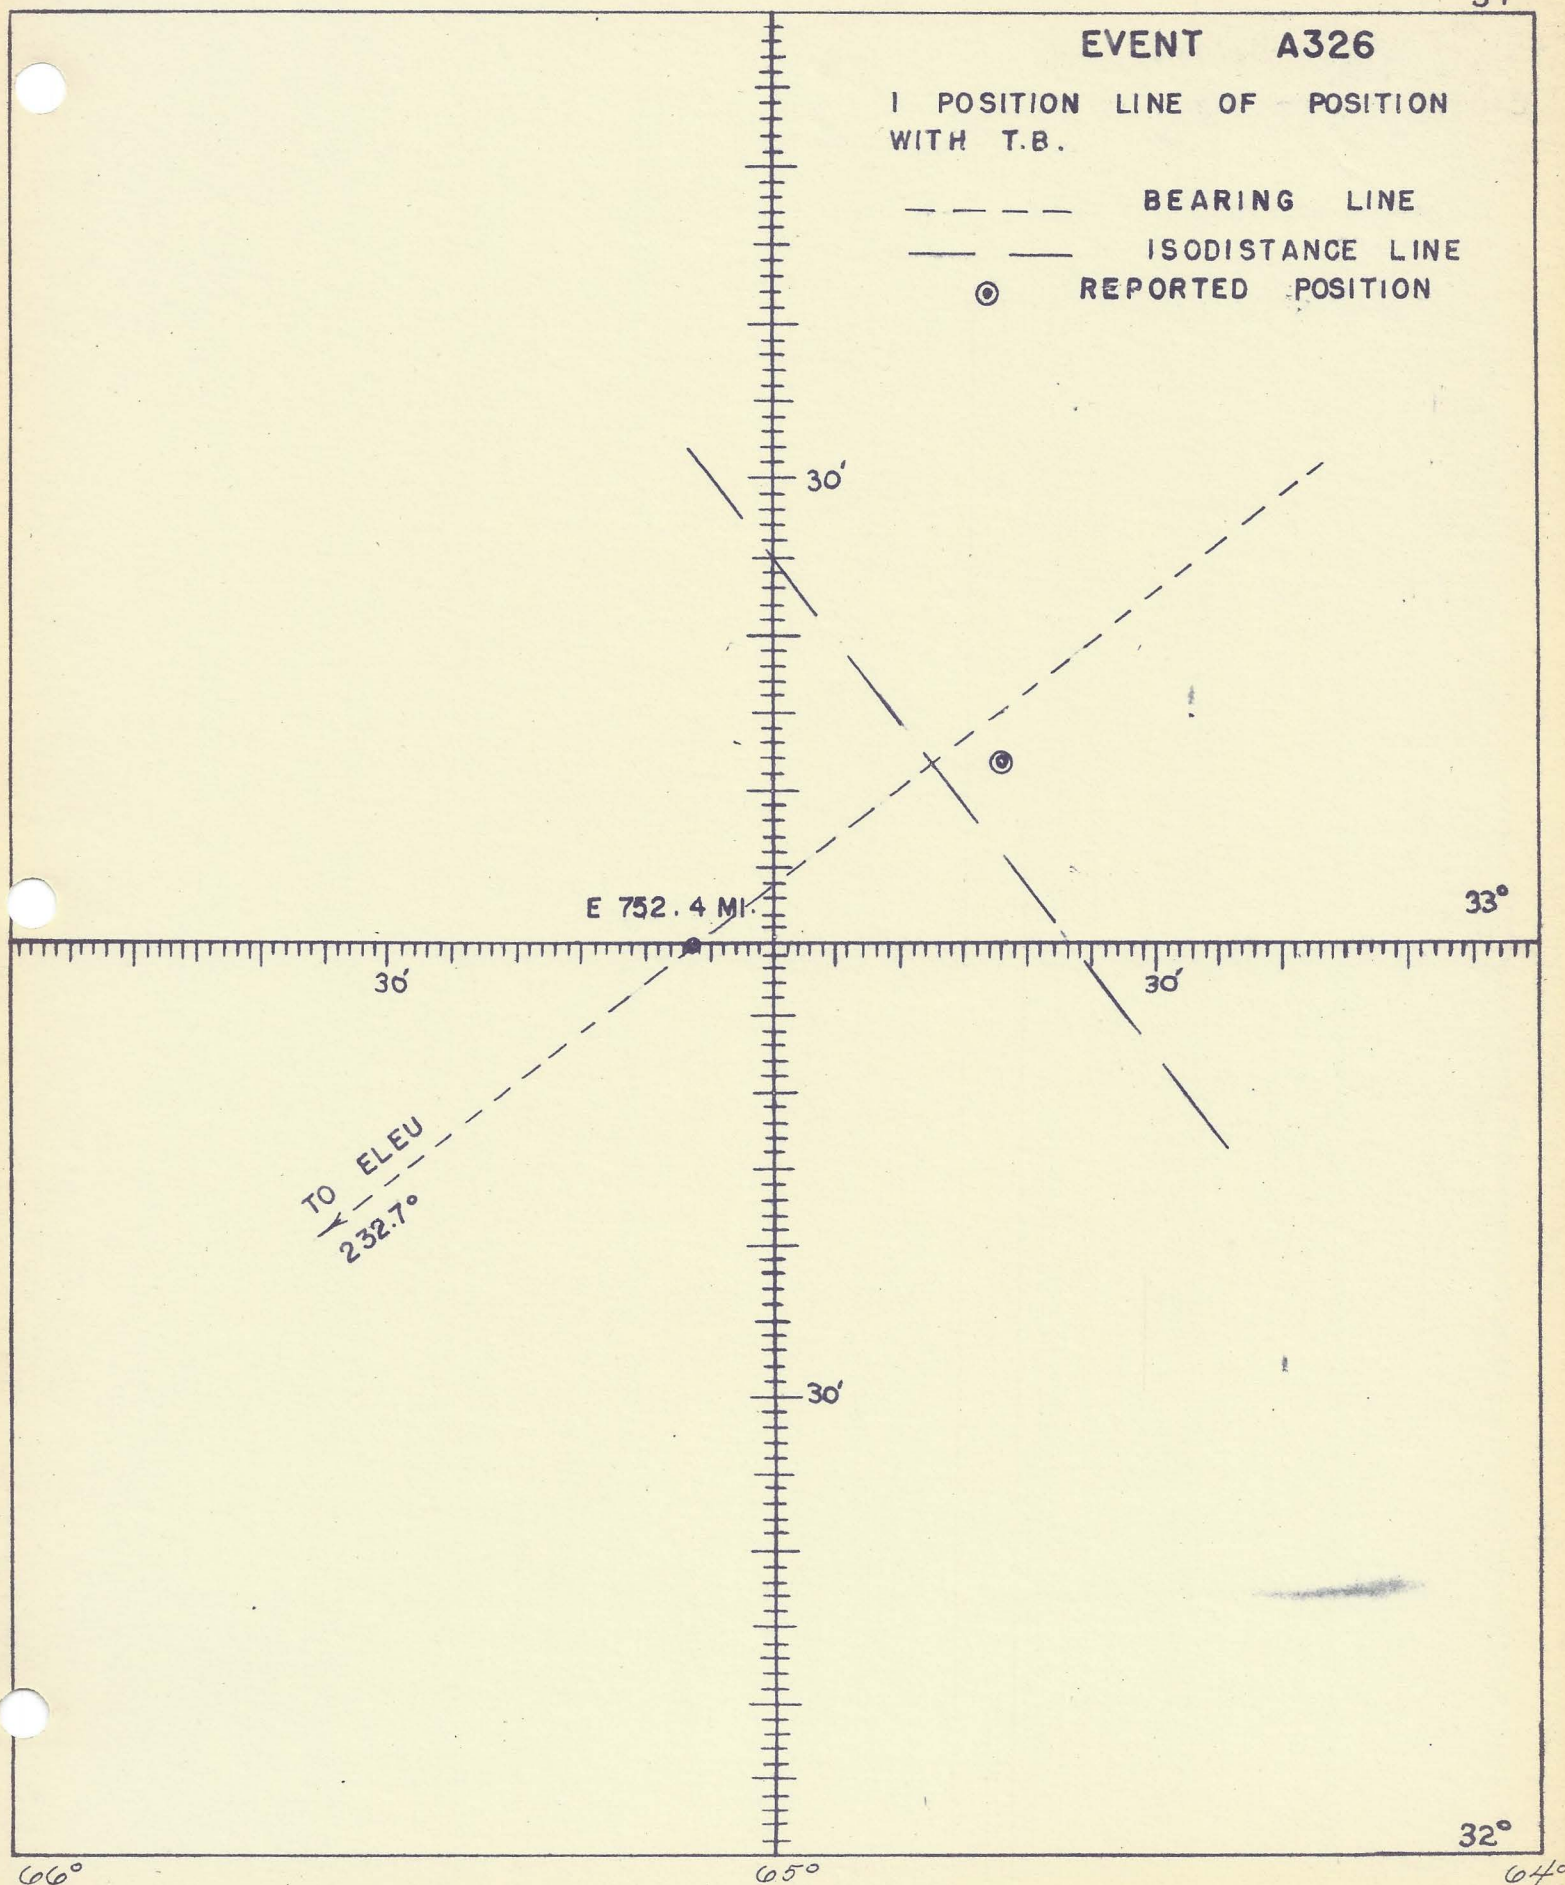 EVENT A326
1 POSITION LINE OF POSITION
WITH T.B.
BEARING LINE
ISODISTANCE LINE
REPORTED POSITION
30'
E 752.4 MI.
33°
30'
30'
TO ELEU
232.7°
30'
32°
66°
65°
64°